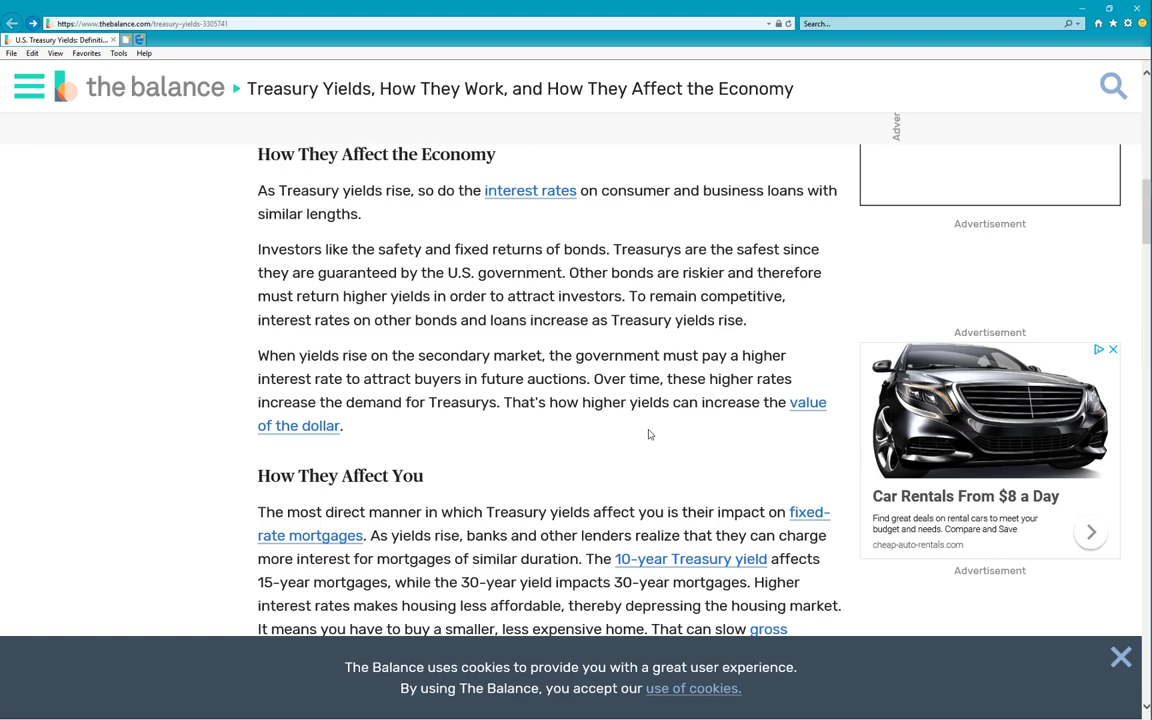 https://www.thebalance.com/treasury-yields-3305741
Search...
U.S. Treasury Yields: Definiti...
File Edit View Favorites Tools Help
the balance Treasury Yields, How They Work, and How They Affect the Economy
Adver
How They Affect the Economy
As Treasury yields rise, so do the interest rates on consumer and business loans with
similar lengths.
Investors like the safety and fixed returns of bonds. Treasurys are the safest since
they are guaranteed by the U.S. government. Other bonds are riskier and therefore
must return higher yields in order to attract investors. To remain competitive,
interest rates on other bonds and loans increase as Treasury yields rise.
When yields rise on the secondary market, the government must pay a higher
interest rate to attract buyers in future auctions. Over time, these higher rates
increase the demand for Treasurys. That's how higher yields can increase the value
of the dollar.
How They Affect You
The most direct manner in which Treasury yields affect you is their impact on fixed-
rate mortgages. As yields rise, banks and other lenders realize that they can charge
more interest for mortgages of similar duration. The 10-year Treasury yield affects
15-year mortgages, while the 30-year yield impacts 30-year mortgages. Higher
interest rates makes housing less affordable, thereby depressing the housing market.
It means you have to buy a smaller, less expensive home. That can slow gross
Advertisement
Advertisement
Car Rentals From $8 a Day
Find great deals on rental cars to meet your
budget and needs. Compare and Save
cheap-auto-rentals.com
Advertisement
The Balance uses cookies to provide you with a great user experience.
By using The Balance, you accept our use of cookies.